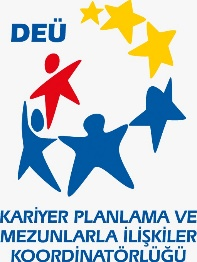 DEÜ
KARİYER PLANLAMA VE
MEZUNLARLA İLİŞKİLER
KOORDİNATÖRLÜĞÜ